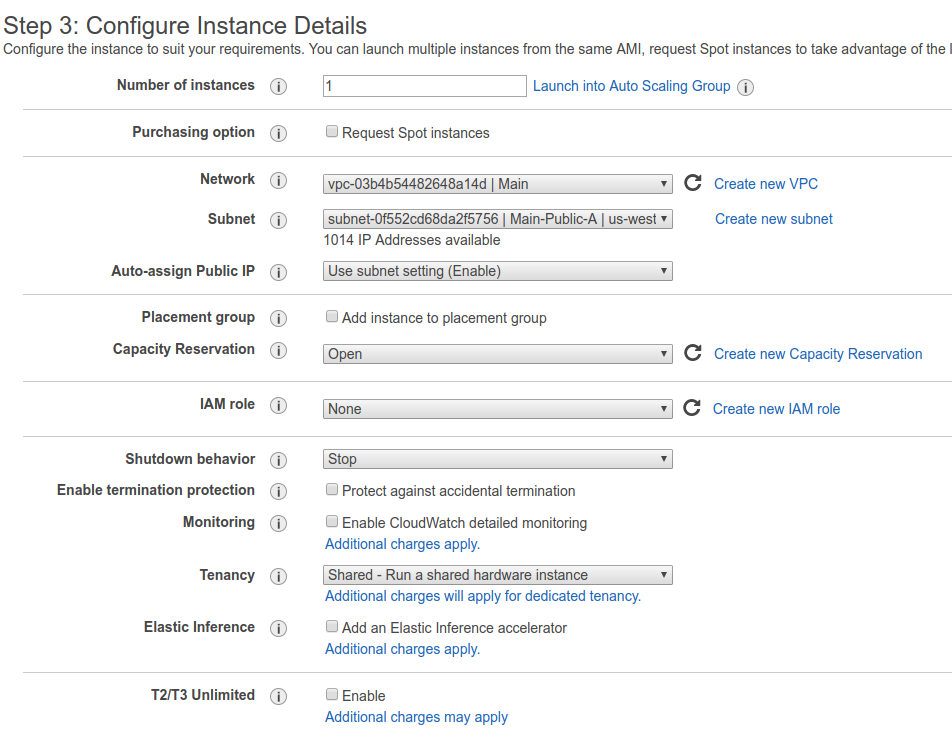 Step 3: Configure Instance Details
Configure the instance to suit your requirements. You can launch multiple instances from the same AMI, request Spot instances to take advantage of the
Number of instances i 1 Launch into Auto Scaling Group i
Purchasing option i Request Spot instances
Network i vpc-03b4b54482648a14d | Main Create new VPC
Subnet i subnet-0f552cd68da2f5756 | Main-Public-A | us-west Create new subnet
1014 IP Addresses available
Auto-assign Public IP i Use subnet setting (Enable)
Placement group i Add instance to placement group
Capacity Reservation i Open Create new Capacity Reservation
IAM role i None Create new IAM role
Shutdown behavior i Stop
Enable termination protection i Protect against accidental termination
Monitoring i Enable CloudWatch detailed monitoring
Additional charges apply.
Tenancy i Shared - Run a shared hardware instance
Additional charges will apply for dedicated tenancy.
Elastic Inference i Add an Elastic Inference accelerator
Additional charges apply.
T2/T3 Unlimited i Enable
Additional charges may apply